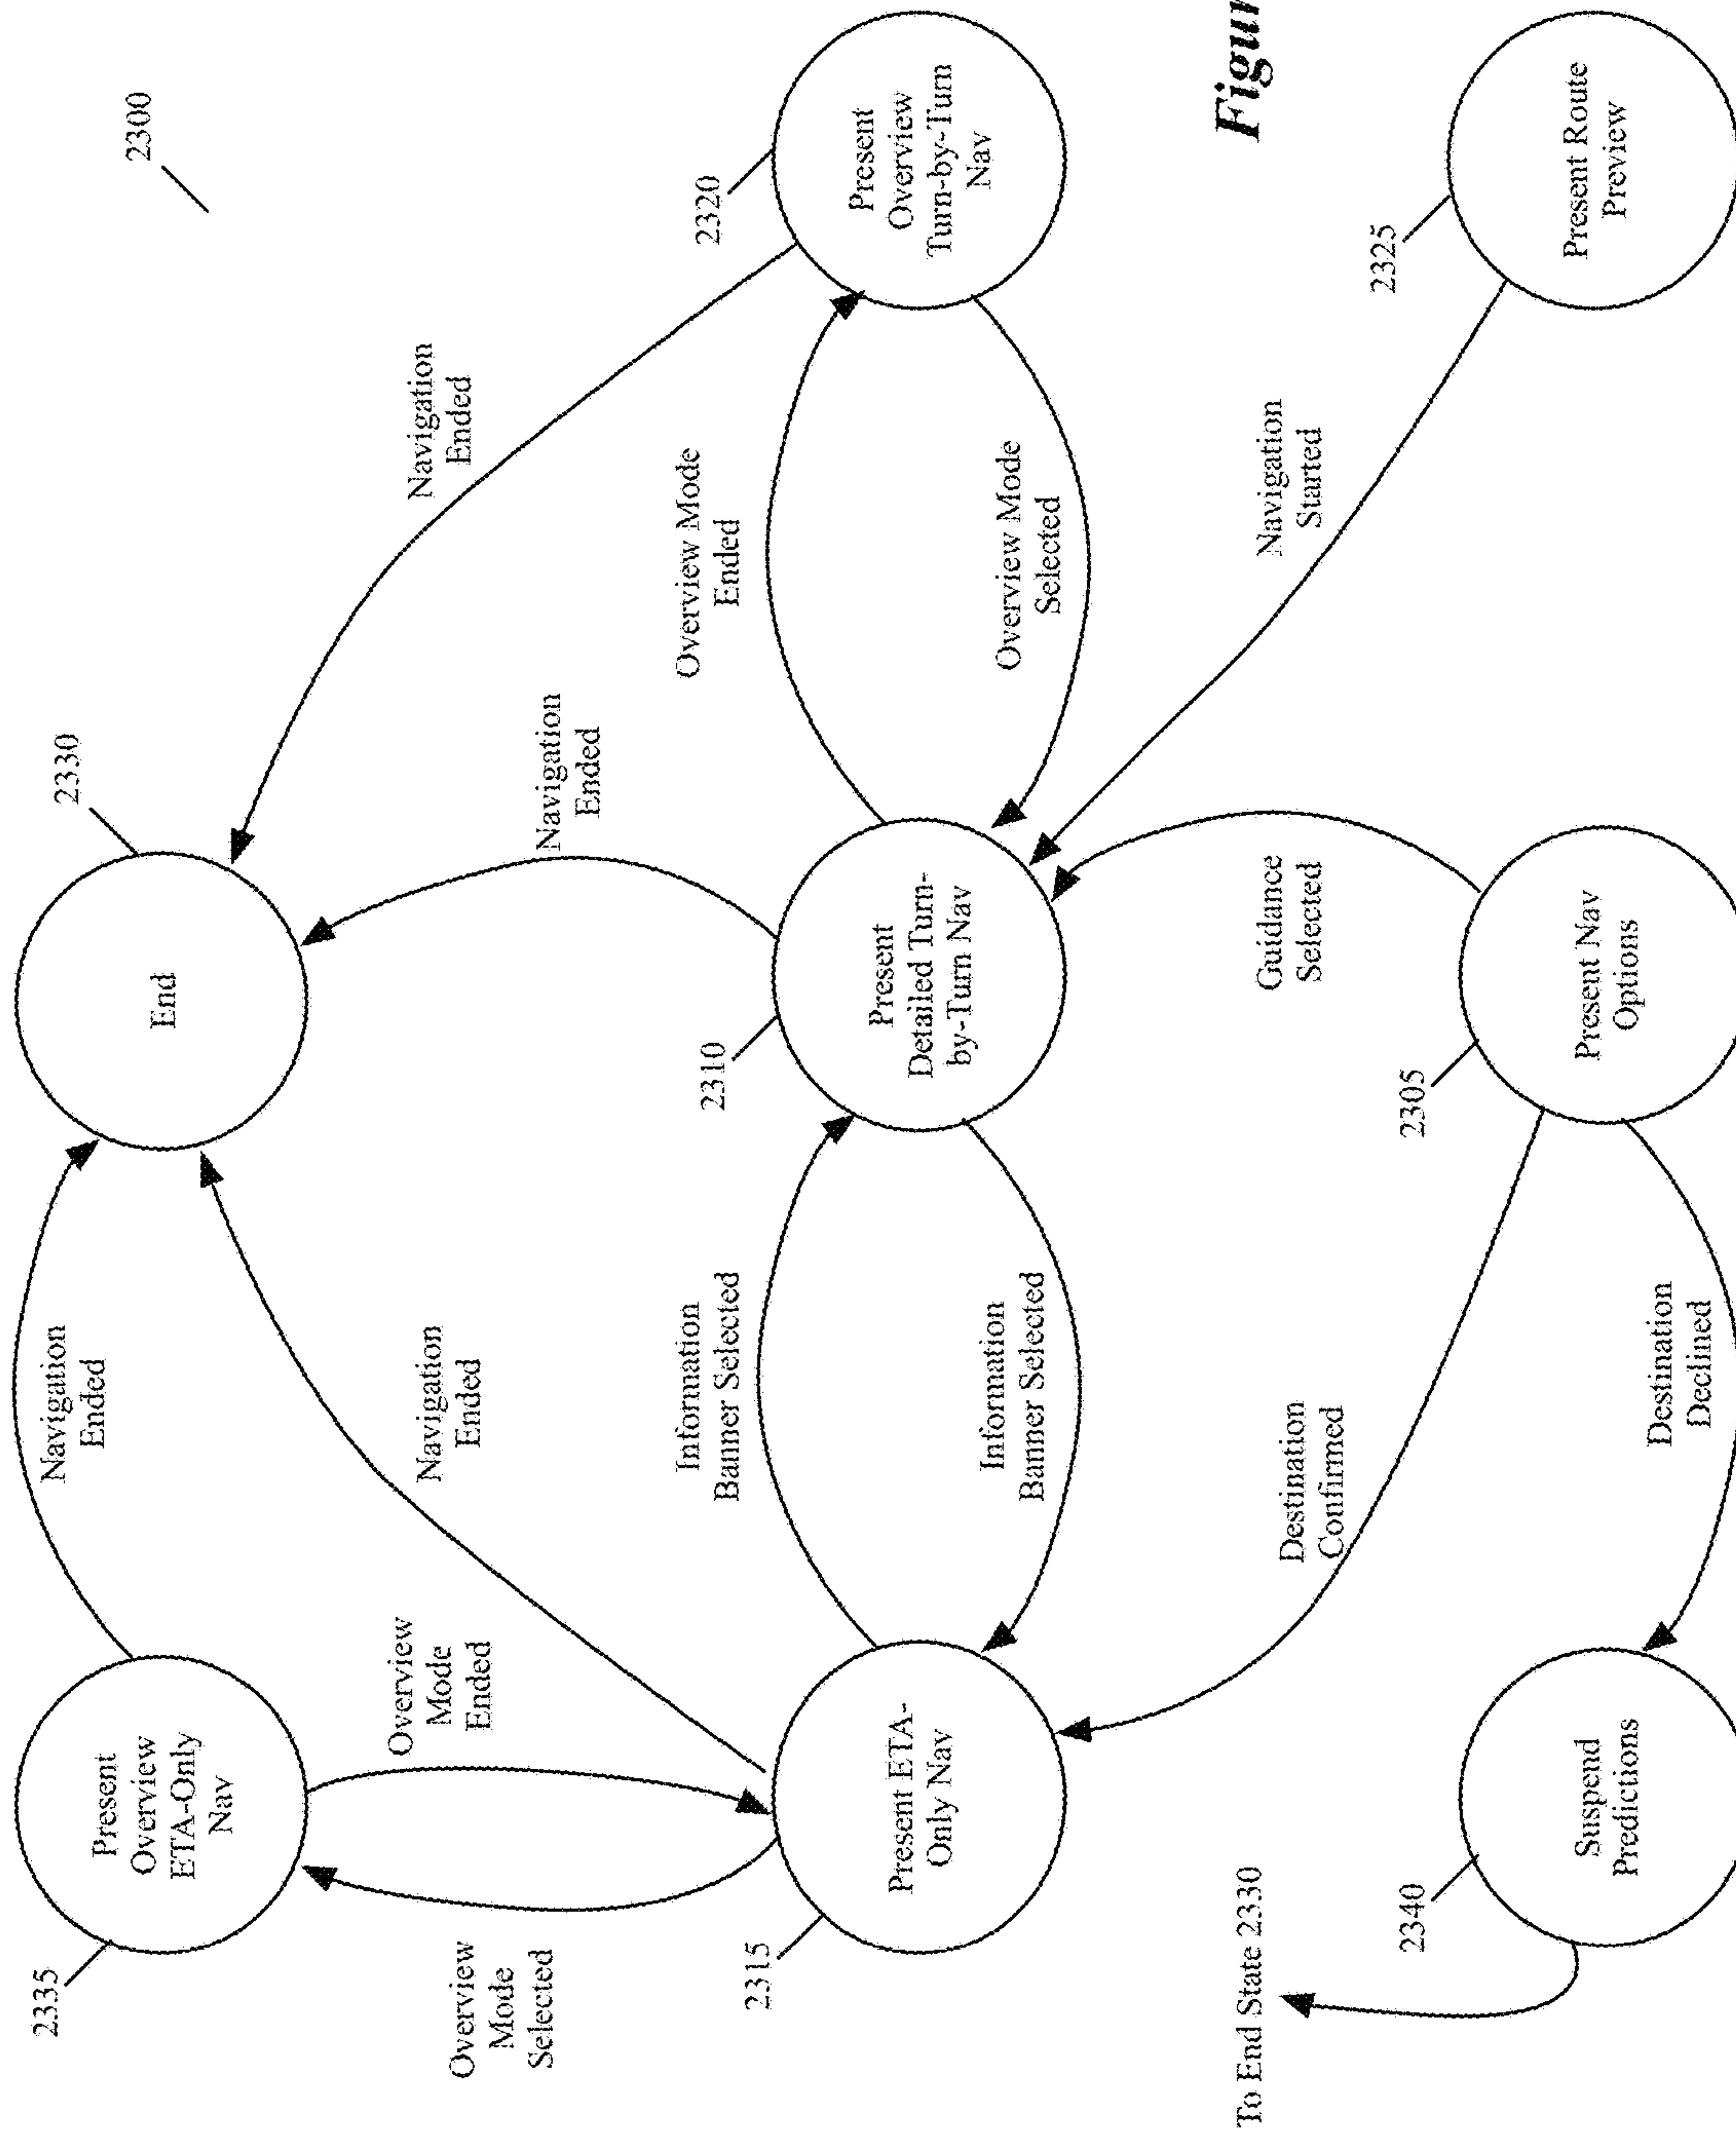 2300
2335
Present
Overview
ETA-Only
Nav
Navigation
Ended
End
2330
Overview
Mode
Selected
Overview
Mode
Ended
Navigation
Ended
Navigation
Ended
Navigation
Ended
2315
Present ETA-
Only Nav
Information
Banner Selected
Information
Banner Selected
2310
Present
Detailed Turn-
by-Turn Nav
Overview Mode
Ended
Overview Mode
Selected
2320
Present
Overview
Turn-by-Turn
Nav
To End State 2330
Destination
Confirmed
Guidance
Selected
Navigation
Started
Figur
2340
Suspend
Predictions
Destination
Declined
2305
Present Nav
Options
2325
Present Route
Preview